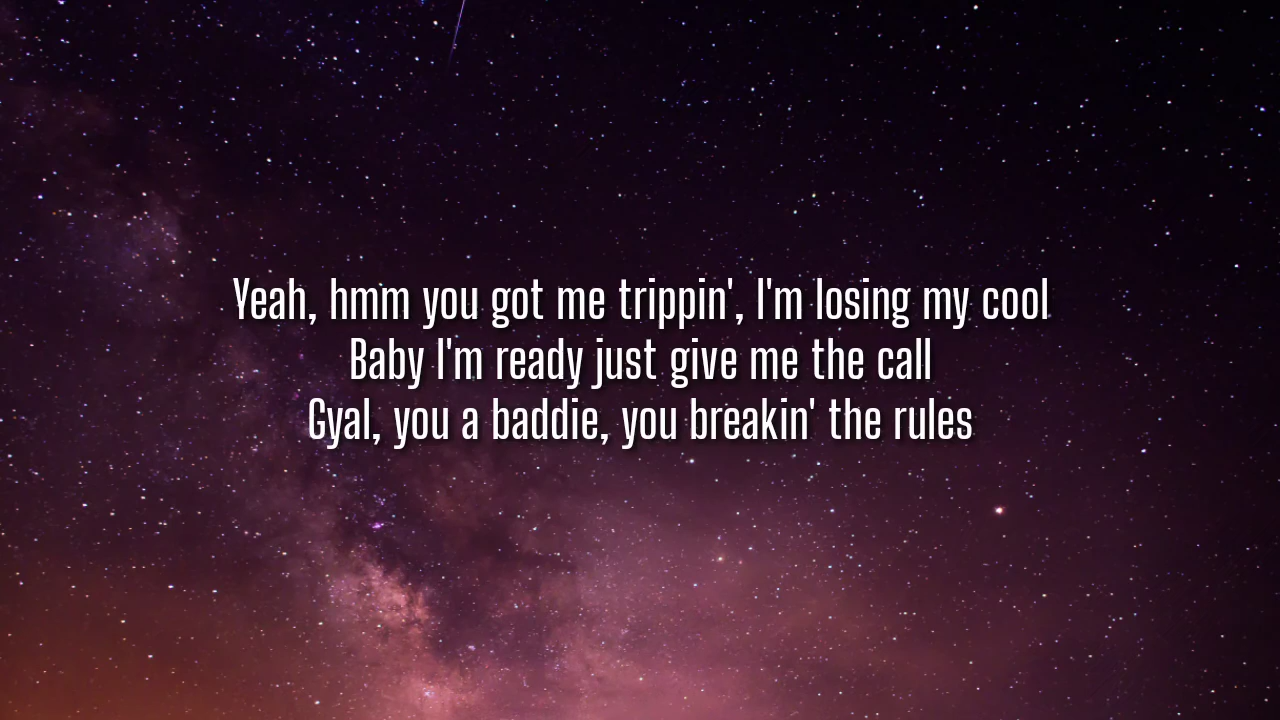 Yeah, hmm you got me trippin', I'm losing my cool
Baby I'm ready just give me the call
Gyal, you a baddie, you breakin' the rules